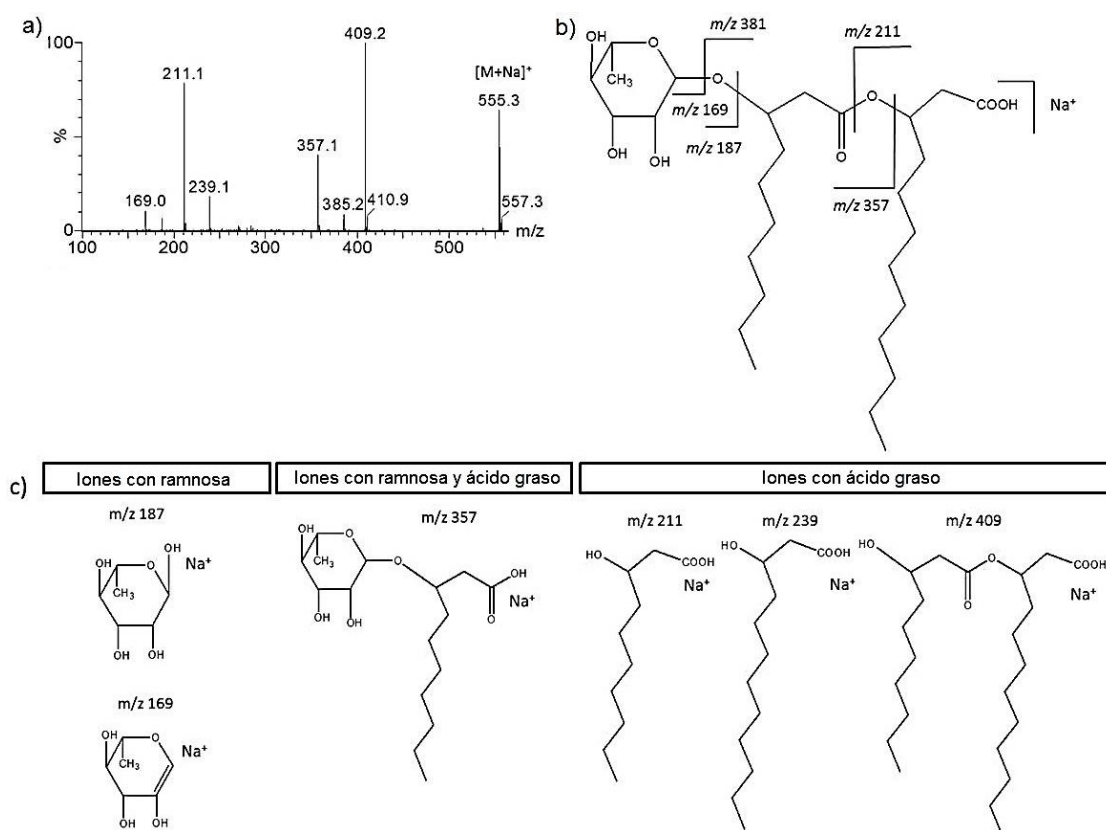 a)
100
%
0
169.0
211.1
239.1
357.1
385.2
409.2
410.9
[M+Na]⁺
555.3
557.3
m/z
100 200 300 400 500
b)
m/z 381
m/z 211
OH
O
CH₃
O
O
COOH
Na⁺
m/z 169
m/z 187
OH
OH
O
m/z 357
c)
Iones con ramnosa
Iones con ramnosa y ácido graso
Iones con ácido graso
m/z 187
OH
OH
O
CH₃
Na⁺
OH
OH
m/z 169
OH
O
CH₃
Na⁺
OH
OH
m/z 357
OH
O
CH₃
O
OH
O
Na⁺
OH
OH
m/z 211
HO
COOH
Na⁺
m/z 239
HO
COOH
Na⁺
m/z 409
HO
O
O
COOH
Na⁺